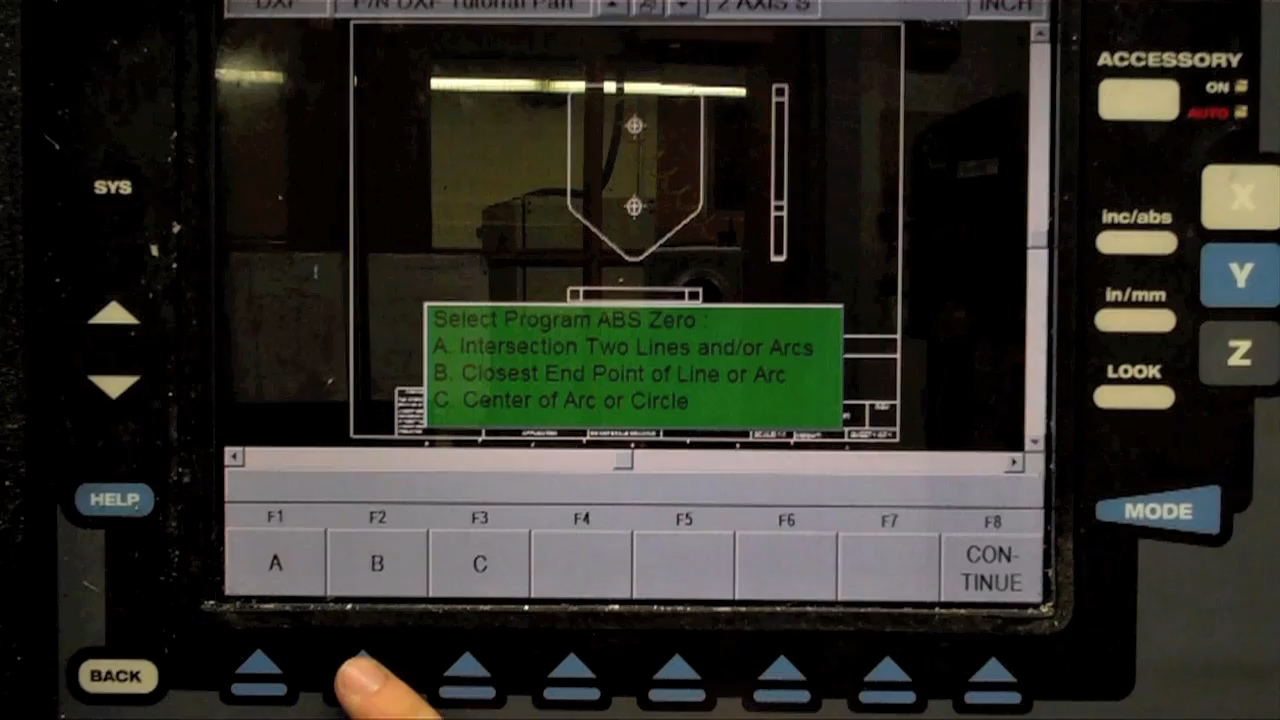 DXF P/N DXF Tutorial Part Z AXIS S INCH
ACCESSORY
ON
AUTO
SYS
X
Inc/abs
Y
in/mm
Z
LOOK
Select Program ABS Zero :
A. Intersection Two Lines and/or Arcs
B. Closest End Point of Line or Arc
C. Center of Arc or Circle
HELP
MODE
F1 F2 F3 F4 F5 F6 F7 F8
A B C CON-
TINUE
BACK